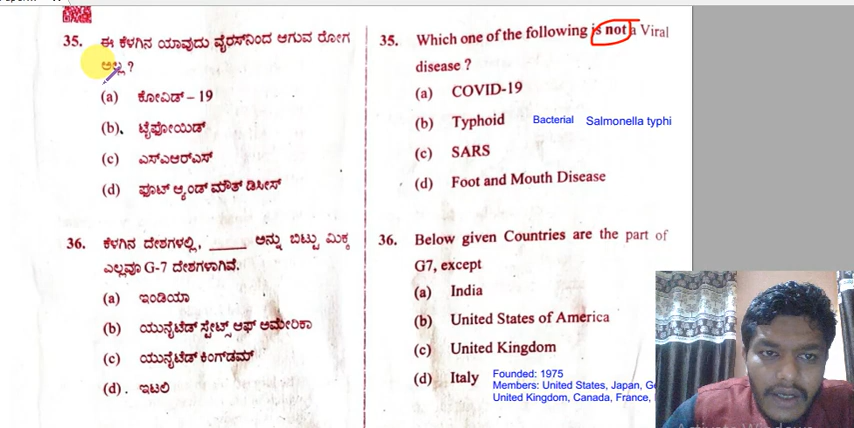 35. ಈ ಕೆಳಗಿನ ಯಾವುದು ವೈರಸ್‌ನಿಂದ ಆಗುವ ರೋಗ
ಅಲ್ಲ ?
(a) ಕೋವಿಡ್ – 19
(b) ಟೈಫೋಯಿಡ್
(c) ಎಸ್ಎಆರ್ಎಸ್
(d) ಫೂಟ್ ಆ್ಯಂಡ್ ಮೌತ್ ಡಿಸೀಸ್
36. ಕೆಳಗಿನ ದೇಶಗಳಲ್ಲಿ, ____ ಅನ್ನು ಬಿಟ್ಟು ಮಿಕ್ಕ
ಎಲ್ಲವೂ G-7 ದೇಶಗಳಾಗಿವೆ.
(a) ಇಂಡಿಯಾ
(b) ಯುನೈಟೆಡ್ ಸ್ಟೇಟ್ಸ್ ಆಫ್ ಅಮೇರಿಕಾ
(c) ಯುನೈಟೆಡ್ ಕಿಂಗ್‌ಡಮ್
(d) . ಇಟಲಿ
35. Which one of the following is not a Viral
disease ?
(a) COVID-19
(b) Typhoid Bacterial Salmonella typhi
(c) SARS
(d) Foot and Mouth Disease
36. Below given Countries are the part of
G7, except
(a) India
(b) United States of America
(c) United Kingdom
(d) Italy
Founded: 1975
Members: United States, Japan,
United Kingdom, Canada, France,